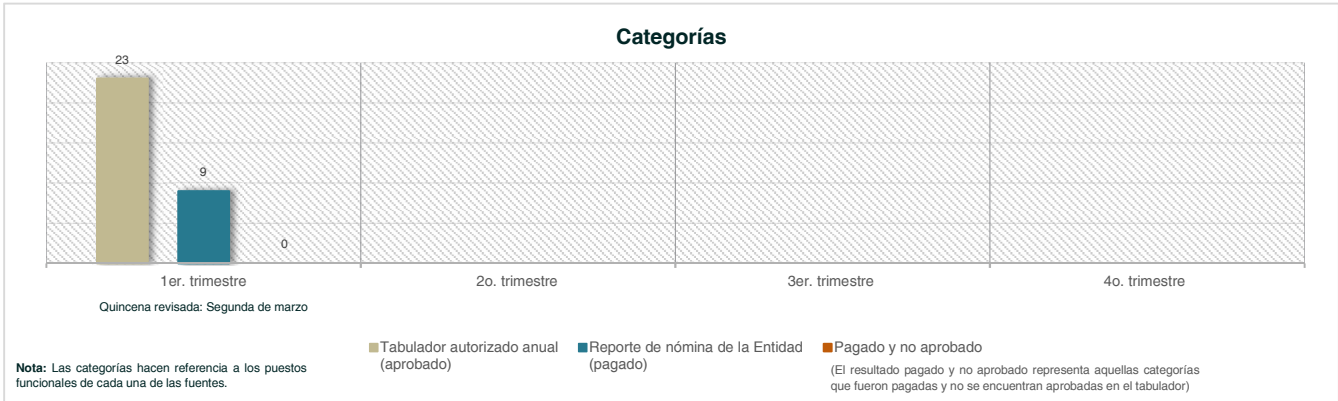 Categorías
23
9
0
1er. trimestre
2o. trimestre
3er. trimestre
4o. trimestre
Quincena revisada: Segunda de marzo
Tabulador autorizado anual
(aprobado)
Reporte de nómina de la Entidad
(pagado)
Pagado y no aprobado
(El resultado pagado y no aprobado representa aquellas categorías
que fueron pagadas y no se encuentran aprobadas en el tabulador)
Nota: Las categorías hacen referencia a los puestos
funcionales de cada una de las fuentes.